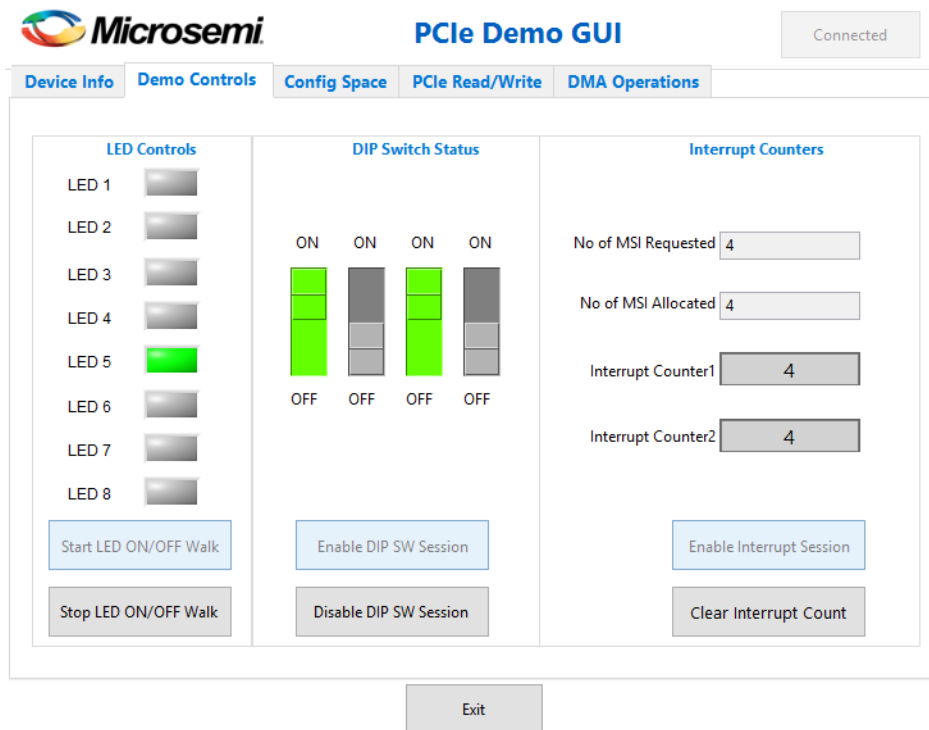 Microsemi.
PCIe Demo GUI
Connected
Device Info
Demo Controls
Config Space
PCIe Read/Write
DMA Operations
LED Controls
LED 1
LED 2
LED 3
LED 4
LED 5
LED 6
LED 7
LED 8
Start LED ON/OFF Walk
Stop LED ON/OFF Walk
DIP Switch Status
ON ON ON ON
OFF OFF OFF OFF
Enable DIP SW Session
Disable DIP SW Session
Interrupt Counters
No of MSI Requested 4
No of MSI Allocated 4
Interrupt Counter1 4
Interrupt Counter2 4
Enable Interrupt Session
Clear Interrupt Count
Exit